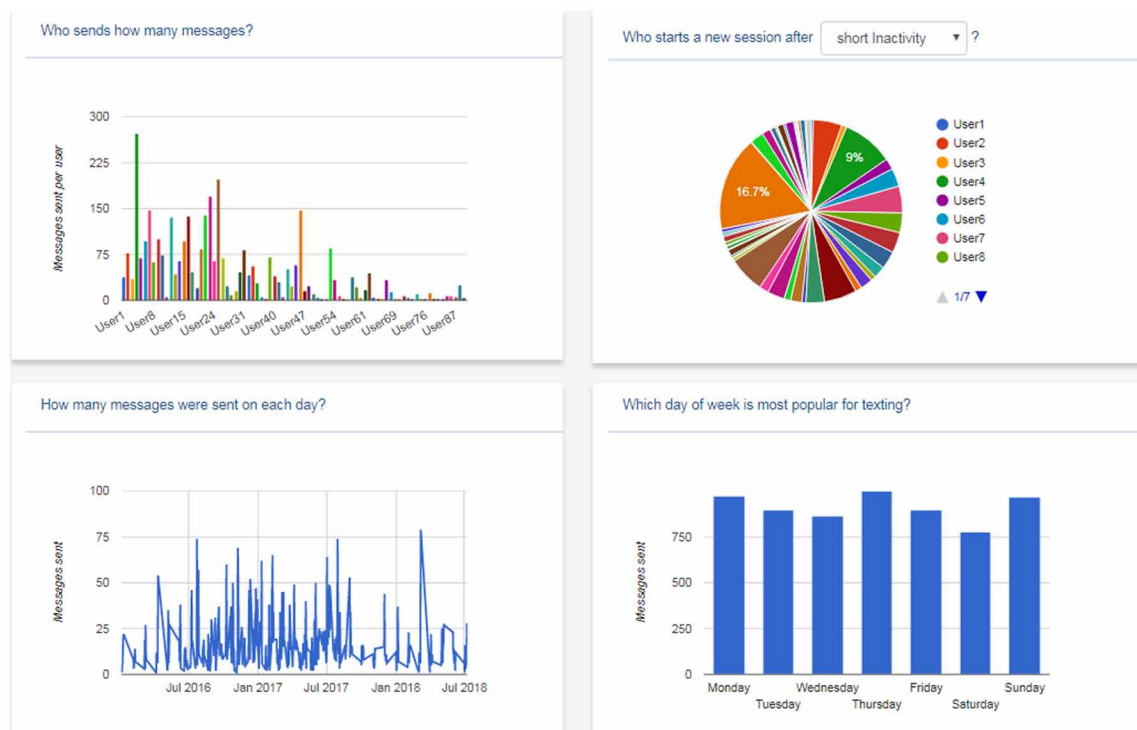 Who sends how many messages?
300
225
150
75
0
Messages sent per user
User1
User8
User15
User24
User31
User40
User47
User54
User61
User69
User76
User87
Who starts a new session after short Inactivity ?
9%
16.7%
User1
User2
User3
User4
User5
User6
User7
User8
1/7
How many messages were sent on each day?
100
75
50
25
0
Messages sent
Jul 2016
Jan 2017
Jul 2017
Jan 2018
Jul 2018
Which day of week is most popular for texting?
750
500
250
0
Messages sent
Monday
Tuesday
Wednesday
Thursday
Friday
Saturday
Sunday